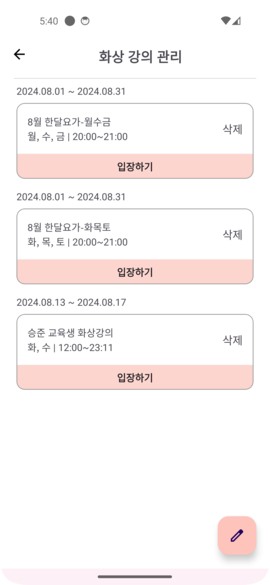 5:40
화상 강의 관리
2024.08.01 ~ 2024.08.31
8월 한달요가-월수금
월, 수, 금 | 20:00~21:00
삭제
입장하기
2024.08.01 ~ 2024.08.31
8월 한달요가-화목토
화, 목, 토 | 20:00~21:00
삭제
입장하기
2024.08.13 ~ 2024.08.17
승준 교육생 화상강의
화, 수 | 12:00~23:11
삭제
입장하기